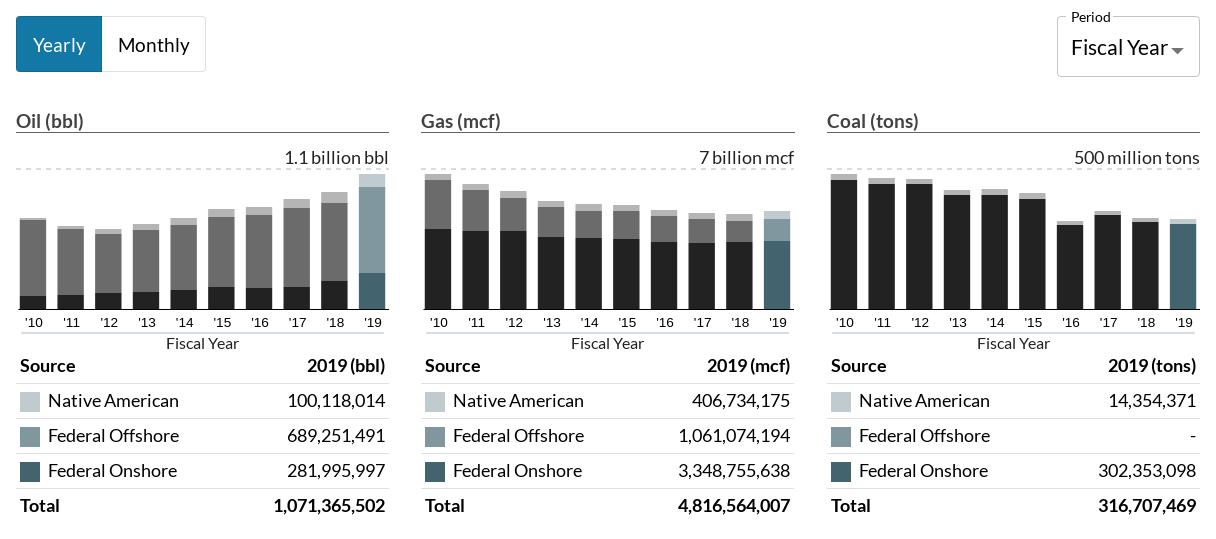 Yearly Monthly
Period
Fiscal Year
Oil (bbl)
1.1 billion bbl
'10 '11 '12 '13 '14 '15 '16 '17 '18 '19
Fiscal Year
Source 2019 (bbl)
Native American 100,118,014
Federal Offshore 689,251,491
Federal Onshore 281,995,997
Total 1,071,365,502
Gas (mcf)
7 billion mcf
'10 '11 '12 '13 '14 '15 '16 '17 '18 '19
Fiscal Year
Source 2019 (mcf)
Native American 406,734,175
Federal Offshore 1,061,074,194
Federal Onshore 3,348,755,638
Total 4,816,564,007
Coal (tons)
500 million tons
'10 '11 '12 '13 '14 '15 '16 '17 '18 '19
Fiscal Year
Source 2019 (tons)
Native American 14,354,371
Federal Offshore -
Federal Onshore 302,353,098
Total 316,707,469